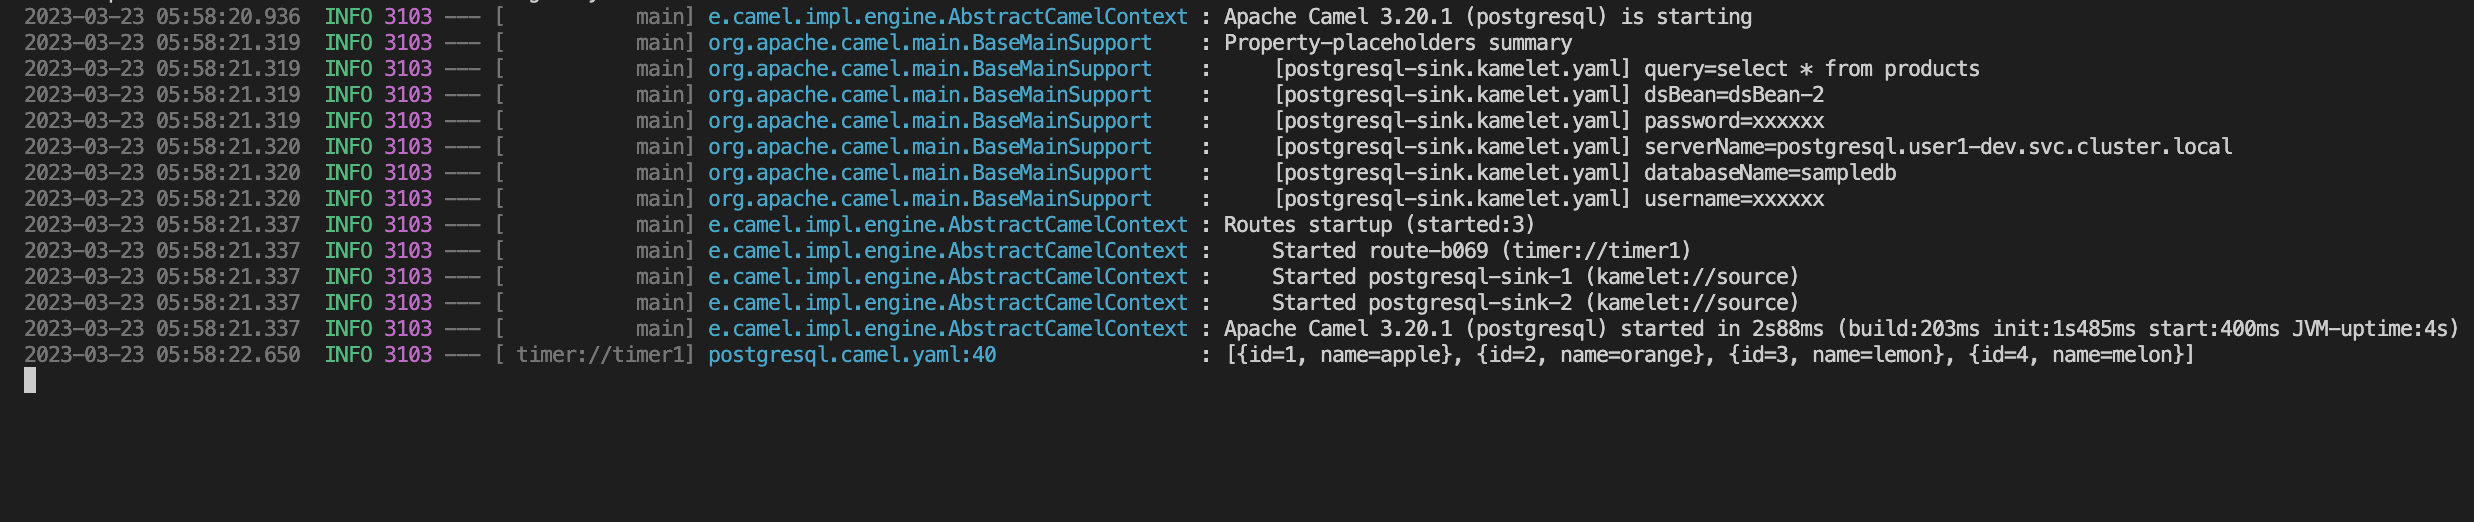 2023-03-23 05:58:20.936  INFO 3103 --- [           main] e.camel.impl.engine.AbstractCamelContext : Apache Camel 3.20.1 (postgresql) is starting
2023-03-23 05:58:21.319  INFO 3103 --- [           main] org.apache.camel.main.BaseMainSupport    : Property-placeholders summary
2023-03-23 05:58:21.319  INFO 3103 --- [           main] org.apache.camel.main.BaseMainSupport    :     [postgresql-sink.kamelet.yaml] query=select * from products
2023-03-23 05:58:21.319  INFO 3103 --- [           main] org.apache.camel.main.BaseMainSupport    :     [postgresql-sink.kamelet.yaml] dsBean=dsBean-2
2023-03-23 05:58:21.319  INFO 3103 --- [           main] org.apache.camel.main.BaseMainSupport    :     [postgresql-sink.kamelet.yaml] password=xxxxxx
2023-03-23 05:58:21.320  INFO 3103 --- [           main] org.apache.camel.main.BaseMainSupport    :     [postgresql-sink.kamelet.yaml] serverName=postgresql.user1-dev.svc.cluster.local
2023-03-23 05:58:21.320  INFO 3103 --- [           main] org.apache.camel.main.BaseMainSupport    :     [postgresql-sink.kamelet.yaml] databaseName=sampledb
2023-03-23 05:58:21.320  INFO 3103 --- [           main] org.apache.camel.main.BaseMainSupport    :     [postgresql-sink.kamelet.yaml] username=xxxxxx
2023-03-23 05:58:21.337  INFO 3103 --- [           main] e.camel.impl.engine.AbstractCamelContext : Routes startup (started:3)
2023-03-23 05:58:21.337  INFO 3103 --- [           main] e.camel.impl.engine.AbstractCamelContext :     Started route-b069 (timer://timer1)
2023-03-23 05:58:21.337  INFO 3103 --- [           main] e.camel.impl.engine.AbstractCamelContext :     Started postgresql-sink-1 (kamelet://source)
2023-03-23 05:58:21.337  INFO 3103 --- [           main] e.camel.impl.engine.AbstractCamelContext :     Started postgresql-sink-2 (kamelet://source)
2023-03-23 05:58:21.337  INFO 3103 --- [           main] e.camel.impl.engine.AbstractCamelContext : Apache Camel 3.20.1 (postgresql) started in 2s88ms (build:203ms init:1s485ms start:400ms JVM-uptime:4s)
2023-03-23 05:58:22.650  INFO 3103 --- [ timer://timer1] postgresql.camel.yaml:40                 : [{id=1, name=apple}, {id=2, name=orange}, {id=3, name=lemon}, {id=4, name=melon}]